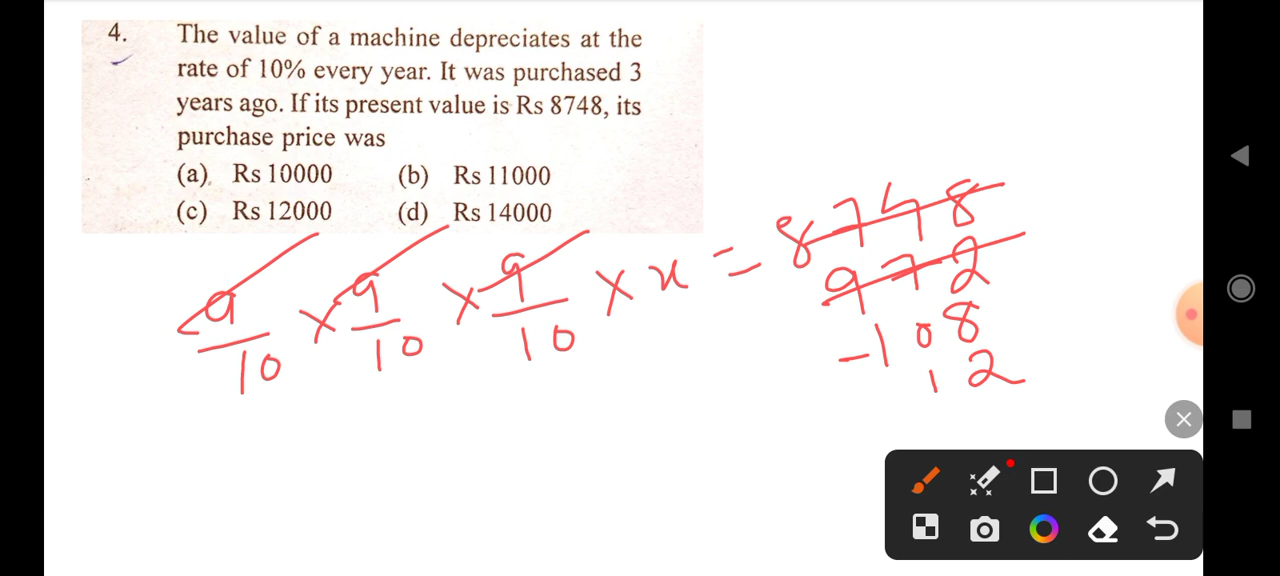 4. The value of a machine depreciates at the
rate of 10% every year. It was purchased 3
years ago. If its present value is Rs 8748, its
purchase price was
(a) Rs 10000 (b) Rs 11000
(c) Rs 12000 (d) Rs 14000
9/10 × 9/10 × 9/10 × x = 8748
972
-108
12